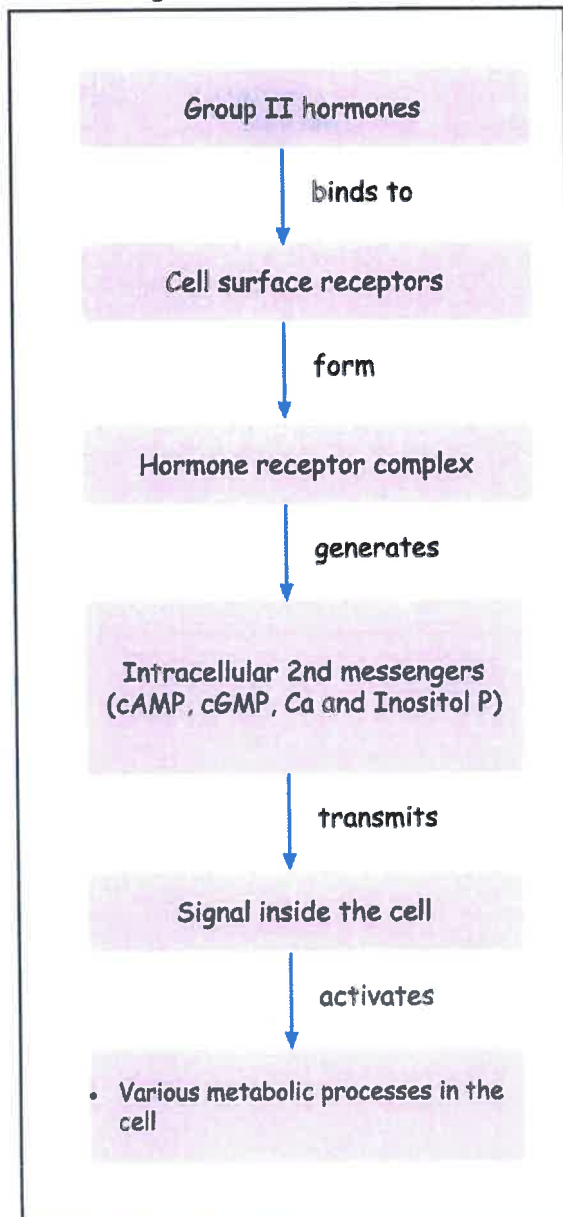 Group II hormones
binds to
Cell surface receptors
form
Hormone receptor complex
generates
Intracellular 2nd messengers
(cAMP, cGMP, Ca and Inositol P)
transmits
Signal inside the cell
activates
• Various metabolic processes in the
cell